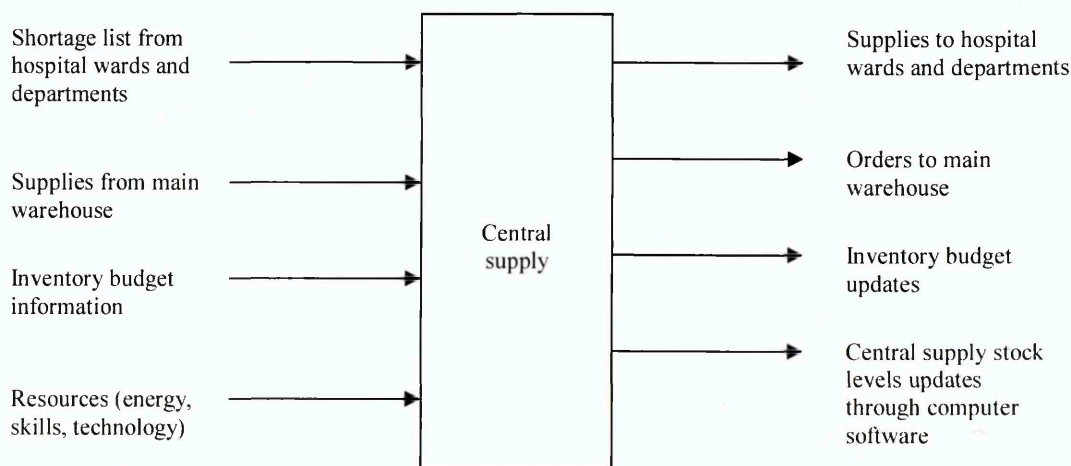 Shortage list from
hospital wards and
departments
Supplies from main
warehouse
Inventory budget
information
Resources (energy,
skills, technology)
Central
supply
Supplies to hospital
wards and departments
Orders to main
warehouse
Inventory budget
updates
Central supply stock
levels updates
through computer
software